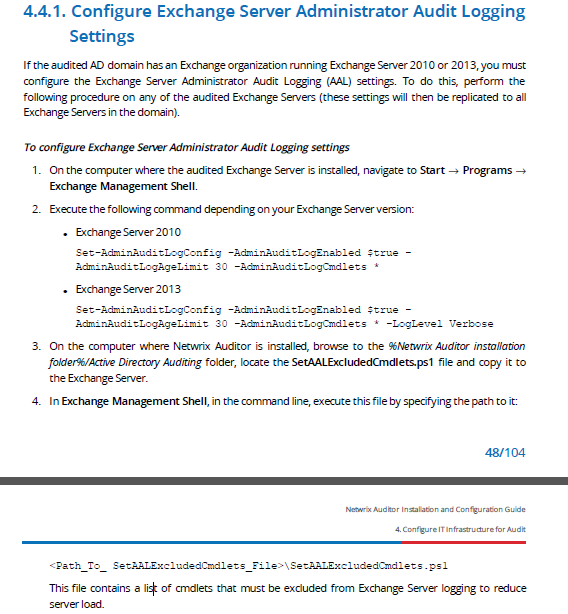 4.4.1. Configure Exchange Server Administrator Audit Logging
Settings
If the audited AD domain has an Exchange organization running Exchange Server 2010 or 2013, you must
configure the Exchange Server Administrator Audit Logging (AAL) settings. To do this, perform the
following procedure on any of the audited Exchange Servers (these settings will then be replicated to all
Exchange Servers in the domain).
To configure Exchange Server Administrator Audit Logging settings
1. On the computer where the audited Exchange Server is installed, navigate to Start → Programs →
Exchange Management Shell.
2. Execute the following command depending on your Exchange Server version:
• Exchange Server 2010
Set-AdminAuditLogConfig -AdminAuditLogEnabled $true -
AdminAuditLogAgeLimit 30 -AdminAuditLogCmdlets *
• Exchange Server 2013
Set-AdminAuditLogConfig -AdminAuditLogEnabled $true -
AdminAuditLogAgeLimit 30 -AdminAuditLogCmdlets * -LogLevel Verbose
3. On the computer where Netwrix Auditor is installed, browse to the %Netwrix Auditor installation
folder%/Active Directory Auditing folder, locate the SetAALExcludedCmdlets.ps1 file and copy it to
the Exchange Server.
4. In Exchange Management Shell, in the command line, execute this file by specifying the path to it:
48/104
Netwrix Auditor Installation and Configuration Guide
4. Configure IT Infrastructure for Audit
<Path_To_ SetAALExcludedCmdlets_File>\SetAALExcludedCmdlets.ps1
This file contains a list of cmdlets that must be excluded from Exchange Server logging to reduce
server load.